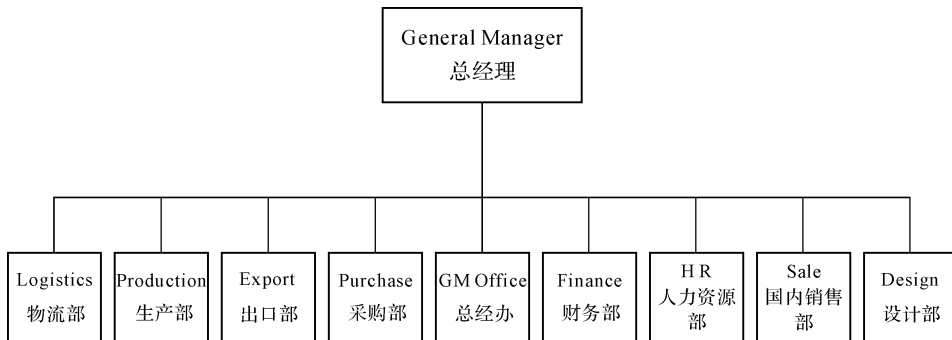 General Manager
总经理
Logistics
物流部
Production
生产部
Export
出口部
Purchase
采购部
GM Office
总经办
Finance
财务部
HR
人力资源
部
Sale
国内销售
部
Design
设计部